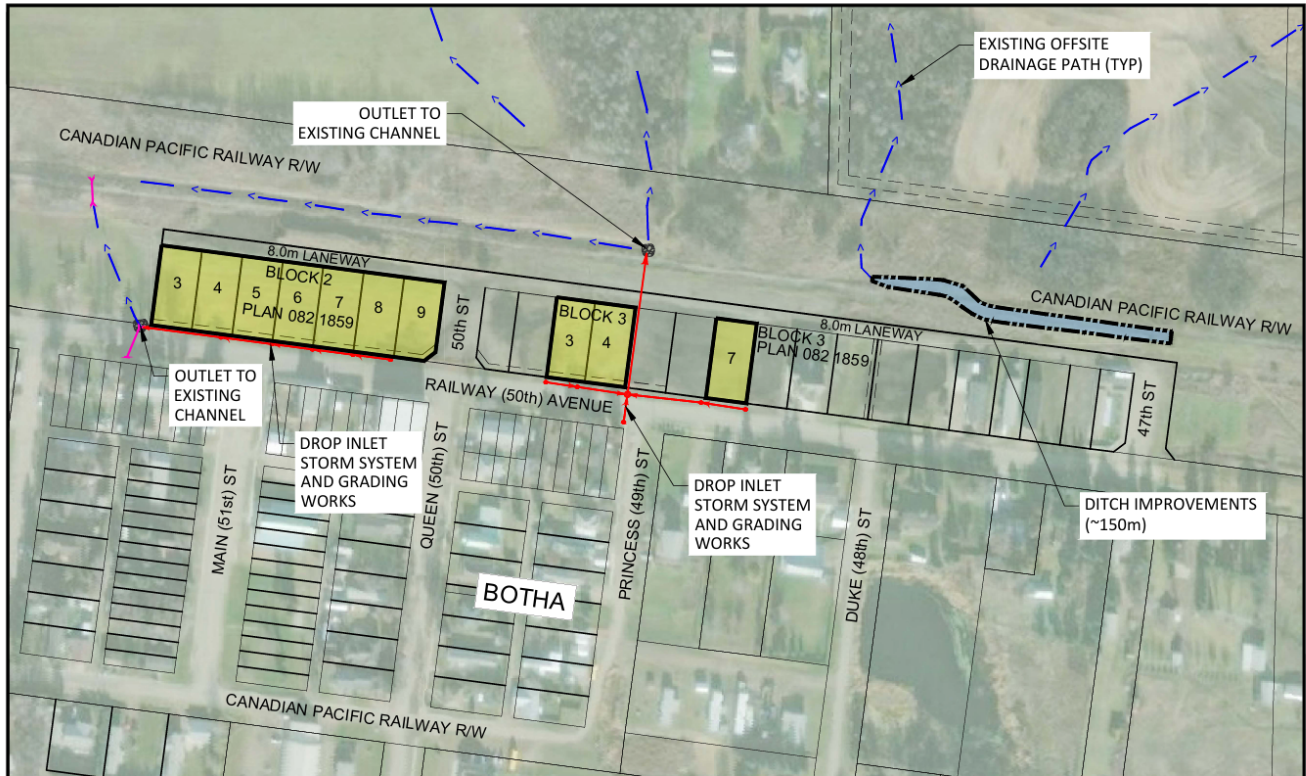 EXISTING OFFSITE
DRAINAGE PATH (TYP)
OUTLET TO
EXISTING CHANNEL
CANADIAN PACIFIC RAILWAY R/W
8.0m LANEWAY
BLOCK 2
3
4
5
6
7
8
9
PLAN 082 1859
50th ST
BLOCK 3
3
4
7
8.0m LANEWAY
BLOCK 3
PLAN 082 1859
CANADIAN PACIFIC RAILWAY R/W
47th ST
OUTLET TO
EXISTING
CHANNEL
RAILWAY (50th) AVENUE
DROP INLET
STORM SYSTEM
AND GRADING
WORKS
DROP INLET
STORM SYSTEM
AND GRADING
WORKS
DITCH IMPROVEMENTS
(~150m)
MAIN (51st) ST
QUEEN (50th) ST
PRINCESS (49th) ST
DUKE (48th) ST
BOTHA
CANADIAN PACIFIC RAILWAY R/W